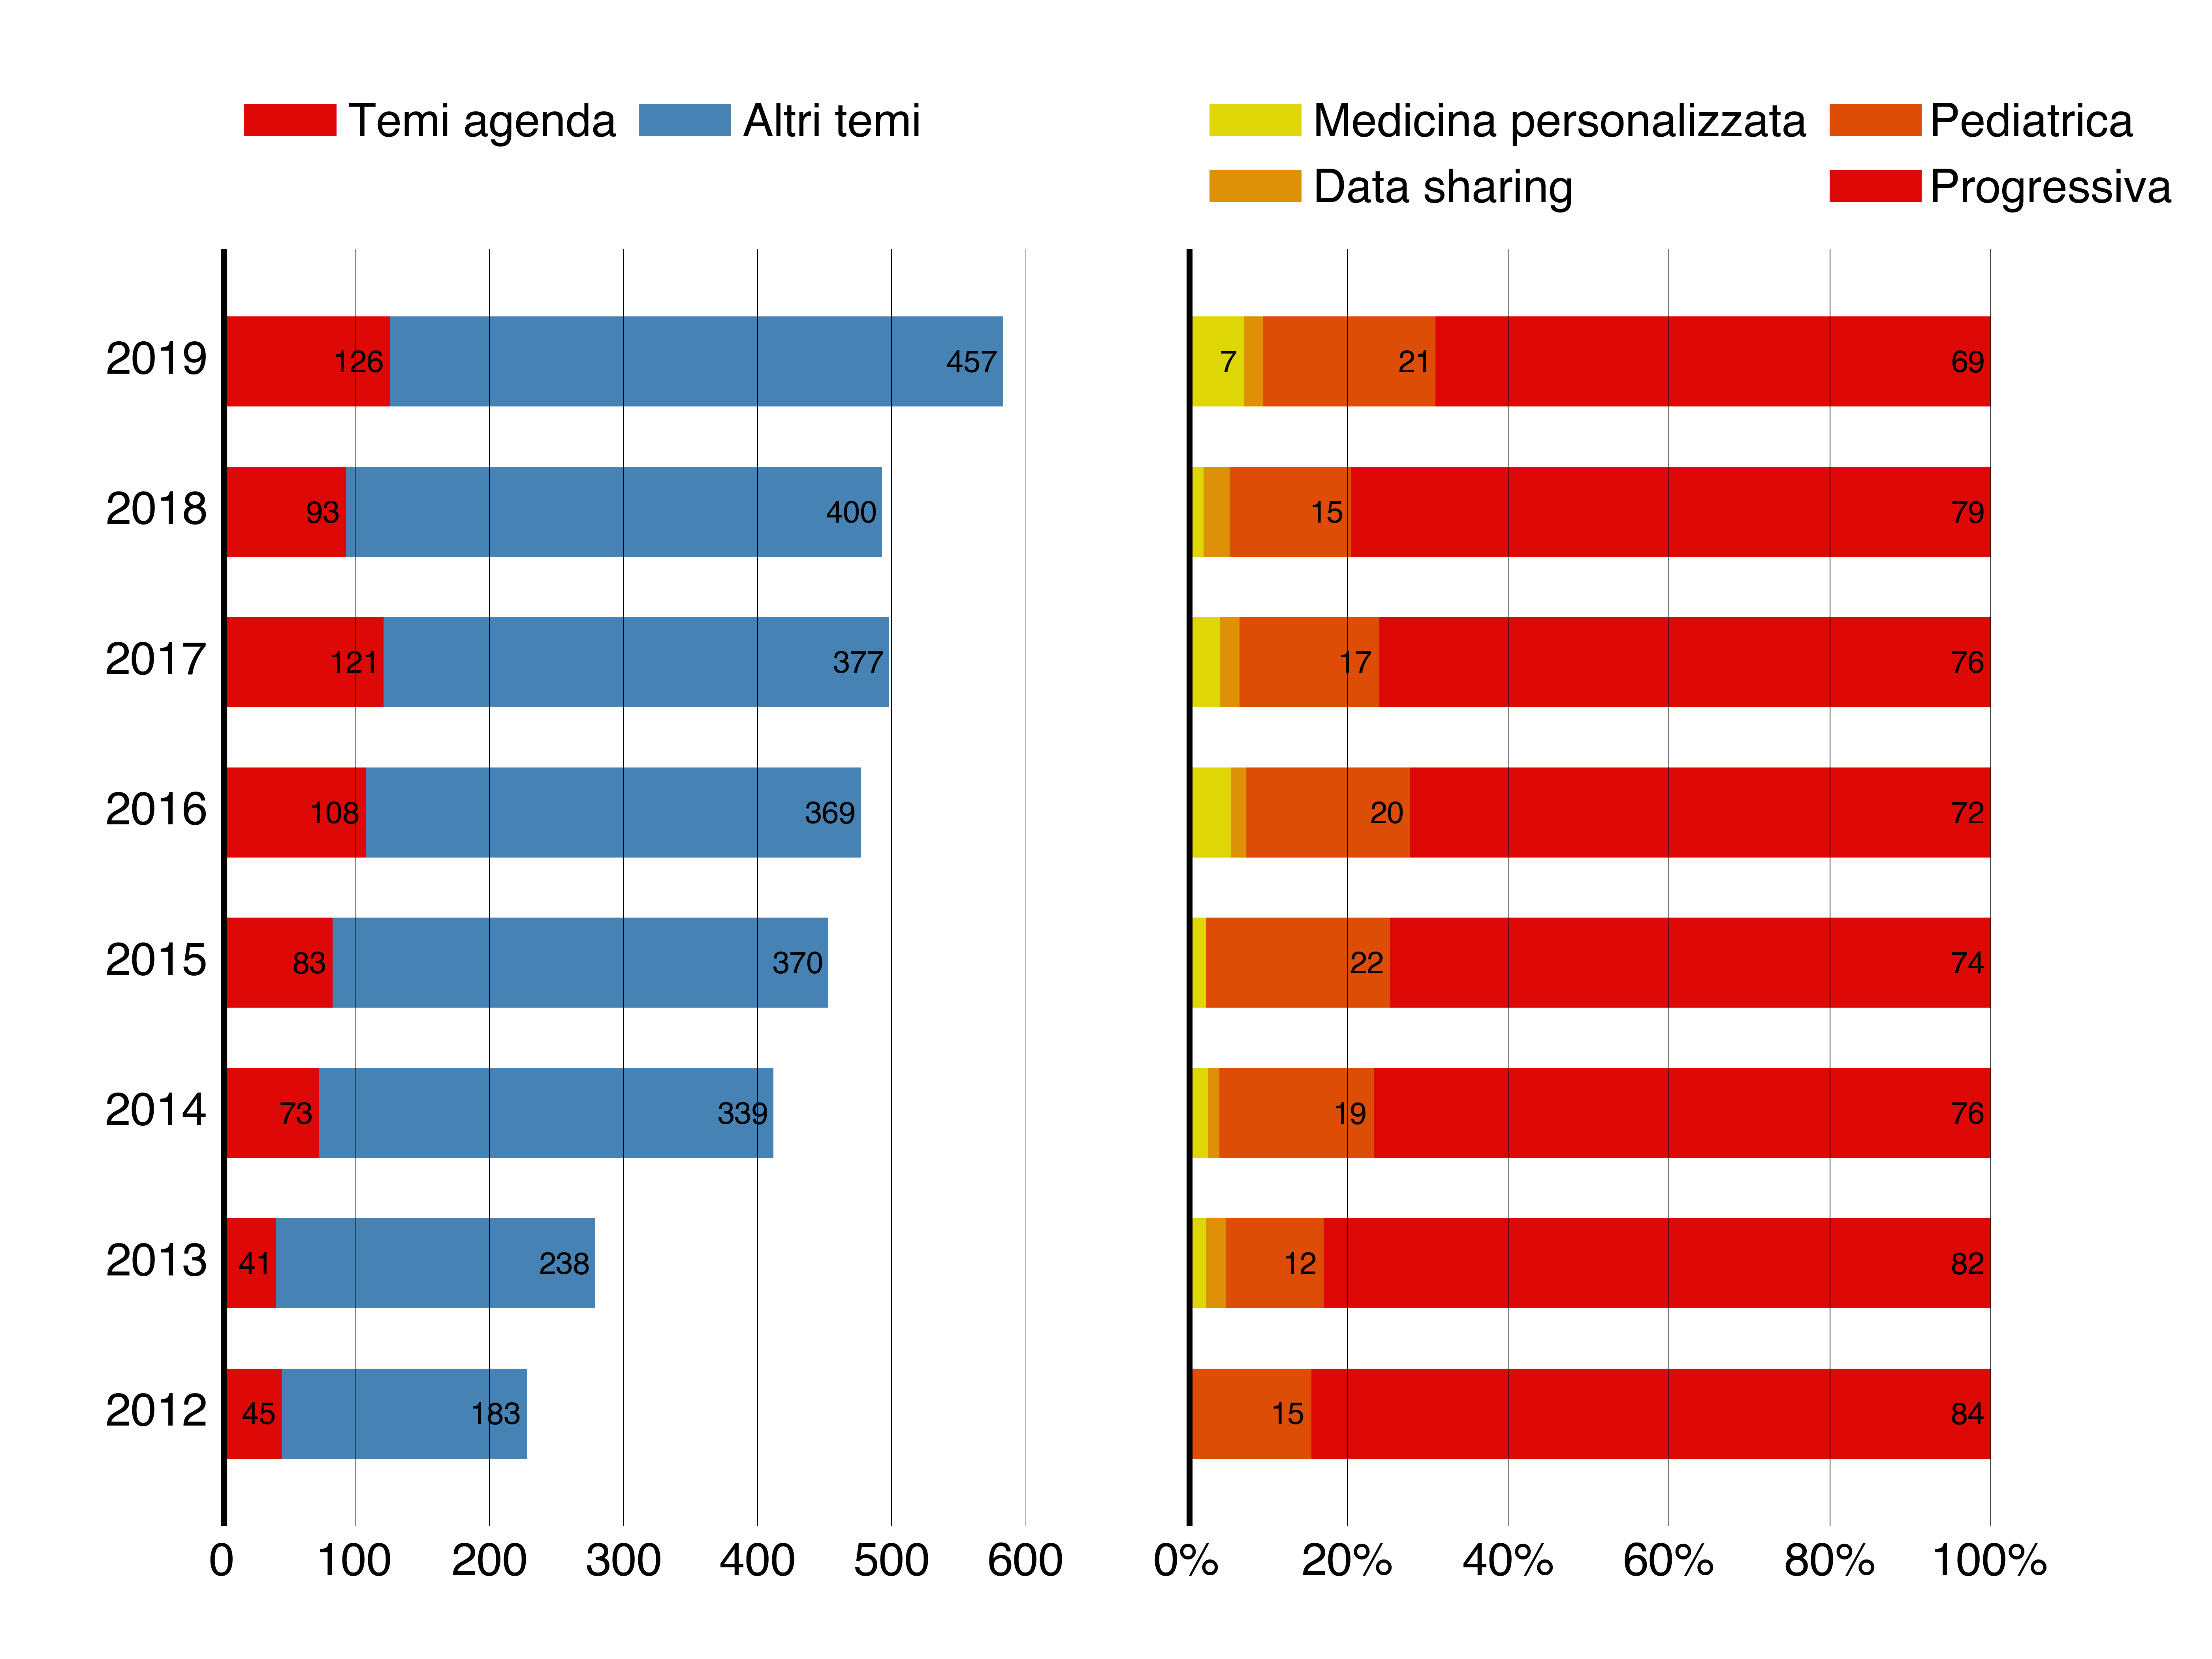 Temi agenda Altri temi
Medicina personalizzata Pediatrica
Data sharing Progressiva
2019 126 457 7 21 69
2018 93 400 15 79
2017 121 377 17 76
2016 108 369 20 72
2015 83 370 22 74
2014 73 339 19 76
2013 41 238 12 82
2012 45 183 15 84
0 100 200 300 400 500 600 0% 20% 40% 60% 80% 100%